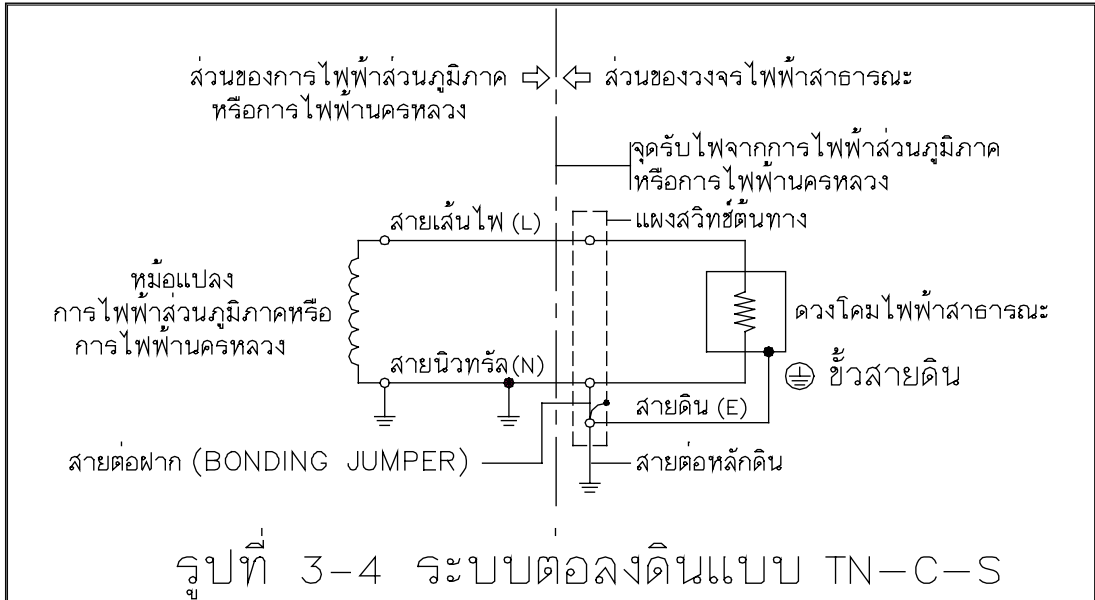 ส่วนของการไฟฟ้าส่วนภูมิภาค
หรือการไฟฟ้านครหลวง
ส่วนของวงจรไฟฟ้าสาธารณะ
จุดรับไฟจากการไฟฟ้าส่วนภูมิภาค
หรือการไฟฟ้านครหลวง
สายเส้นไฟ (L)
แผงสวิทช์ต้นทาง
หม้อแปลง
การไฟฟ้าส่วนภูมิภาคหรือ
การไฟฟ้านครหลวง
ดวงโคมไฟฟ้าสาธารณะ
สายนิวทรัล(N)
ขั้วสายดิน
สายดิน (E)
สายต่อฝาก (BONDING JUMPER)
สายต่อหลักดิน
รูปที่ 3-4 ระบบตอลงดินแบบ TN-C-S